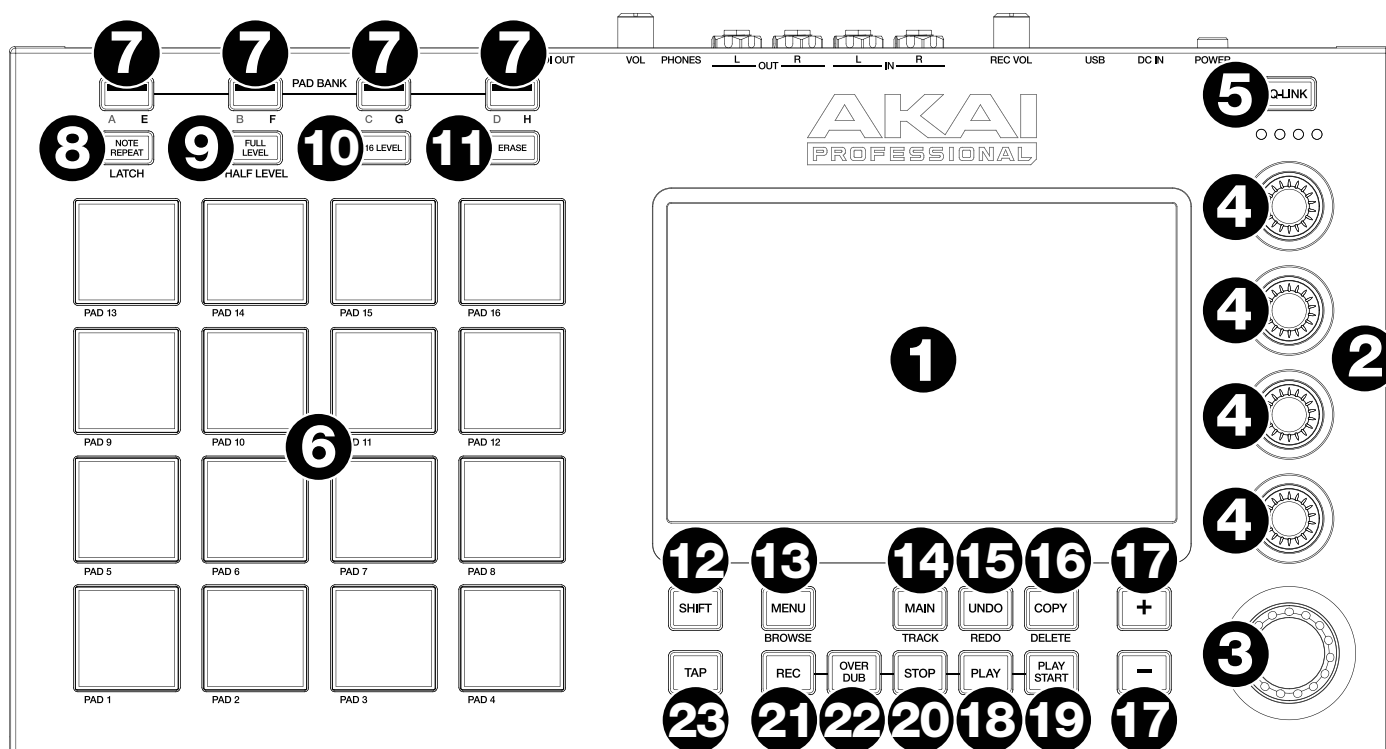 7 7 7 7
DI OUT VOL PHONES L OUT R L IN R REC VOL USB DC IN POWER
PAD BANK
A E B F C G D H
5 Q-LINK
8 NOTE REPEAT
LATCH
9 FULL LEVEL
HALF LEVEL
10 16 LEVEL
11 ERASE
AKAI
PROFESSIONAL
4
4
4
4
1
2
PAD 13 PAD 14 PAD 15 PAD 16
PAD 9 PAD 10 PAD 11 PAD 12
6
PAD 5 PAD 6 PAD 7 PAD 8
PAD 1 PAD 2 PAD 3 PAD 4
12 13 14 15 16 17
SHIFT MENU MAIN UNDO COPY +
BROWSE TRACK REDO DELETE
3
TAP REC OVER DUB STOP PLAY PLAY START -
23 21 22 20 18 19 17